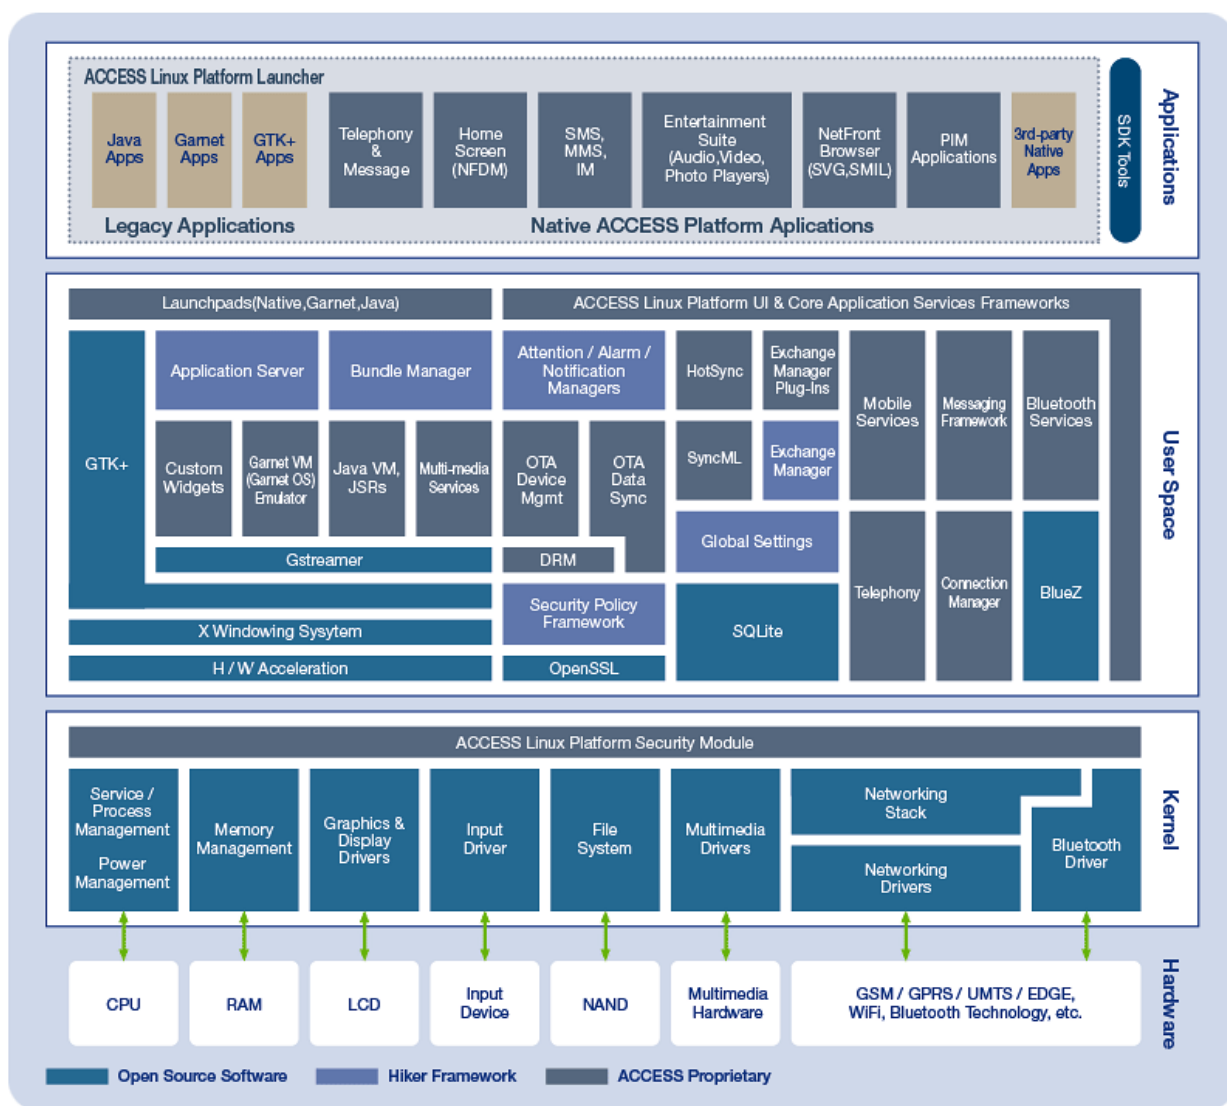 ACCESS Linux Platform Launcher
Java
Apps
Garnet
Apps
GTK+
Apps
Telephony
&
Message
Home
Screen
(NFDM)
SMS,
MMS,
IM
Entertainment
Suite
(Audio,Video,
Photo Players)
NetFront
Browser
(SVG,SMIL)
PIM
Applications
3rd-party
Native
Apps
Legacy Applications
Native ACCESS Platform Aplications
SDK Tools
Applications
Launchpads(Native,Garnet,Java)
ACCESS Linux Platform UI & Core Application Services Frameworks
GTK+
Application Server
Bundle Manager
Attention / Alarm /
Notification
Managers
HotSync
Exchange
Manager
Plug-Ins
Mobile
Services
Messaging
Framework
Bluetooth
Services
Custom
Widgets
Garnet VM
(Garnet OS)
Emulator
Java VM,
JSRs
Multi-media
Services
OTA
Device
Mgmt
OTA
Data
Sync
SyncML
Exchange
Manager
Gstreamer
DRM
Global Settings
Security Policy
Framework
SQLite
Telephony
Connection
Manager
BlueZ
X Windowing Sysytem
H / W Acceleration
OpenSSL
User Space
ACCESS Linux Platform Security Module
Service /
Process
Management
Power
Management
Memory
Management
Graphics &
Display
Drivers
Input
Driver
File
System
Multimedia
Drivers
Networking
Stack
Networking
Drivers
Bluetooth
Driver
Kernel
CPU
RAM
LCD
Input
Device
NAND
Multimedia
Hardware
GSM / GPRS / UMTS / EDGE,
WiFi, Bluetooth Technology, etc.
Hardware
Open Source Software
Hiker Framework
ACCESS Proprietary